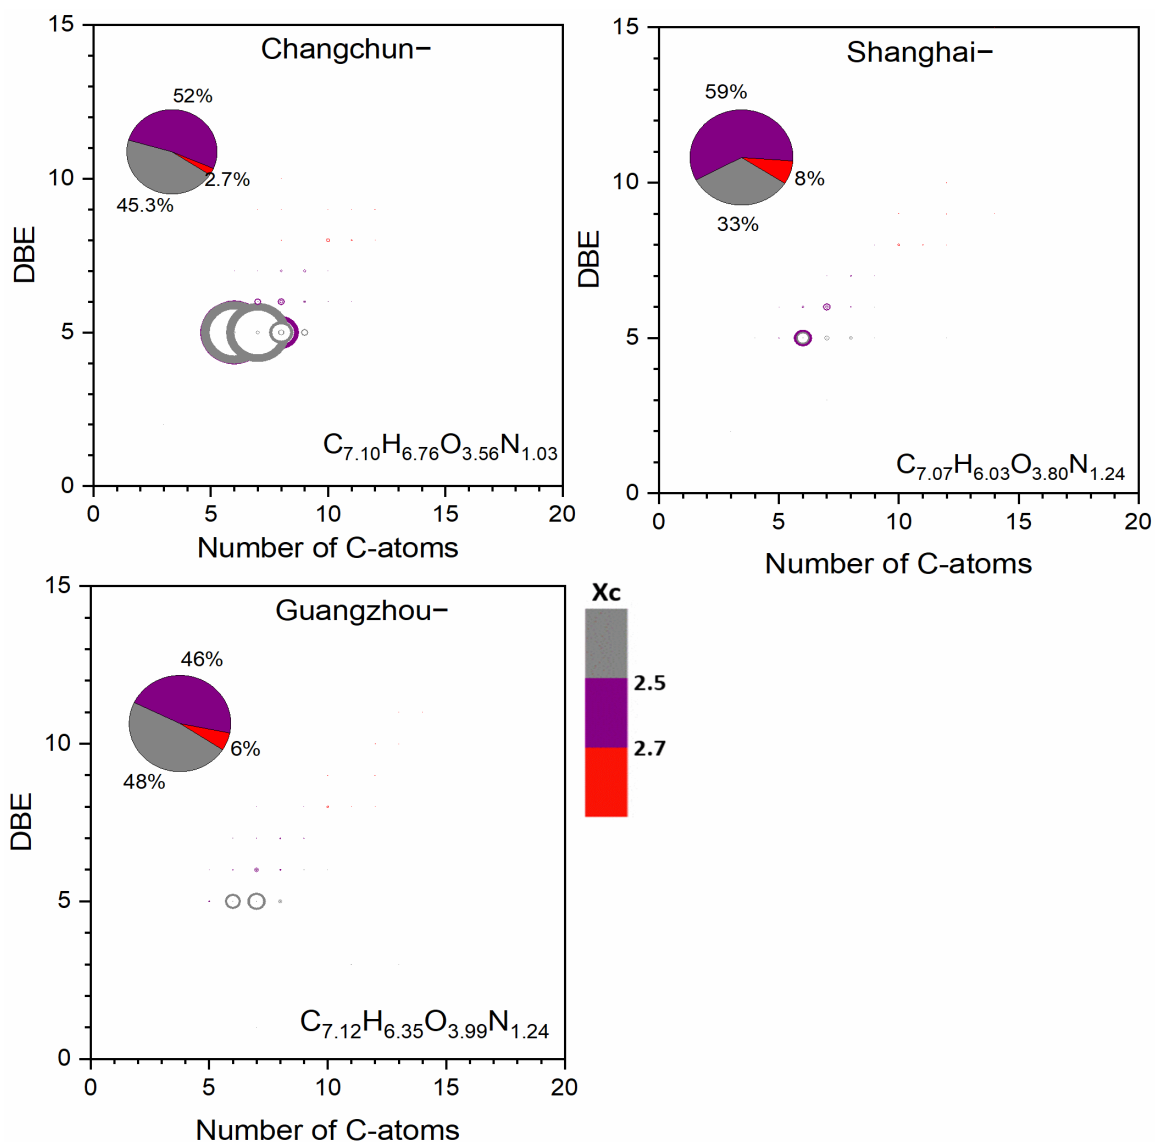 Changchun−
52%
45.3%
2.7%
C7.10H6.76O3.56N1.03
DBE
15
10
5
0
0 5 10 15 20
Number of C-atoms
Shanghai−
59%
8%
33%
C7.07H6.03O3.80N1.24
DBE
15
10
5
0
0 5 10 15 20
Number of C-atoms
Guangzhou−
46%
6%
48%
C7.12H6.35O3.99N1.24
DBE
15
10
5
0
0 5 10 15 20
Number of C-atoms
Xc
2.5
2.7